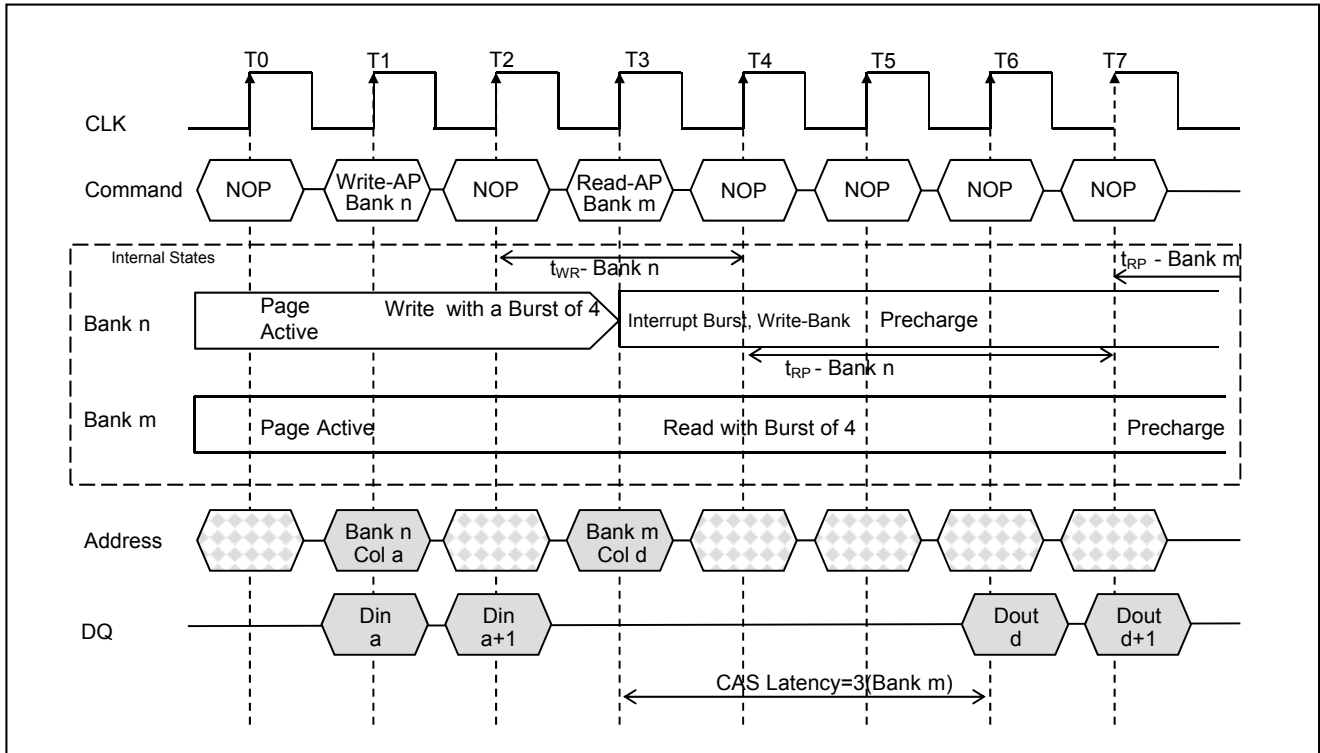 T0 T1 T2 T3 T4 T5 T6 T7
CLK
Command NOP Write-AP Bank n NOP Read-AP Bank m NOP NOP NOP NOP
Internal States
tWR- Bank n
tRP - Bank m
Bank n
Page Active
Write with a Burst of 4
Interrupt Burst, Write-Bank
Precharge
tRP - Bank n
Bank m
Page Active
Read with Burst of 4
Precharge
Address
Bank n Col a
Bank m Col d
DQ
Din a
Din a+1
Dout d
Dout d+1
CAS Latency=3(Bank m)